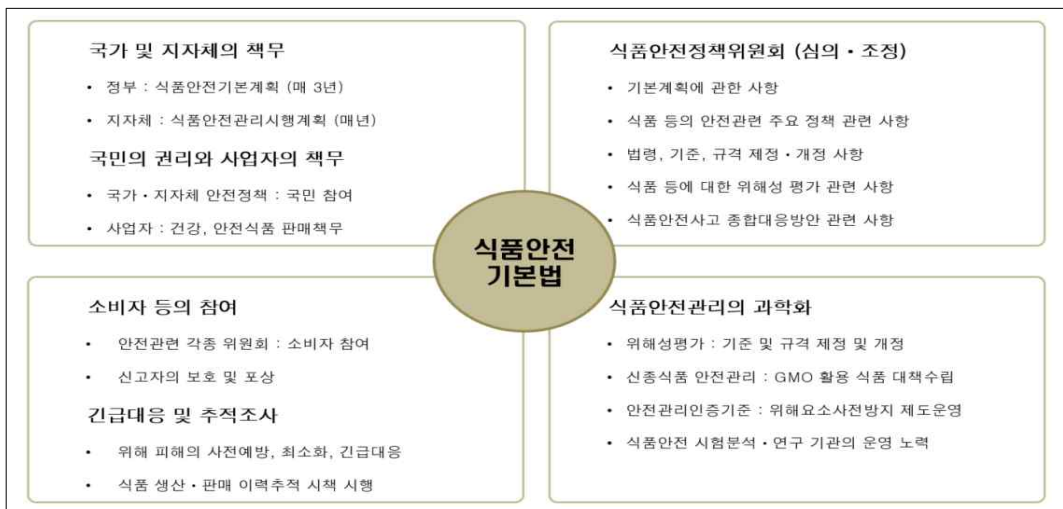 국가 및 지자체의 책무
• 정부 : 식품안전기본계획 (매 3년)
• 지자체 : 식품안전관리시행계획 (매년)
국민의 권리와 사업자의 책무
• 국가・지자체 안전정책 : 국민 참여
• 사업자 : 건강, 안전식품 판매책무
식품안전정책위원회 (심의・조정)
• 기본계획에 관한 사항
• 식품 등의 안전관련 주요 정책 관련 사항
• 법령, 기준, 규격 제정・개정 사항
• 식품 등에 대한 위해성 평가 관련 사항
• 식품안전사고 종합대응방안 관련 사항
식품안전
기본법
소비자 등의 참여
• 안전관련 각종 위원회 : 소비자 참여
• 신고자의 보호 및 포상
긴급대응 및 추적조사
• 위해 피해의 사전예방, 최소화, 긴급대응
• 식품 생산・판매 이력추적 시책 시행
식품안전관리의 과학화
• 위해성평가 : 기준 및 규격 제정 및 개정
• 신종식품 안전관리 : GMO 활용 식품 대책수립
• 안전관리인증기준 : 위해요소사전방지 제도운영
• 식품안전 시험분석・연구 기관의 운영 노력